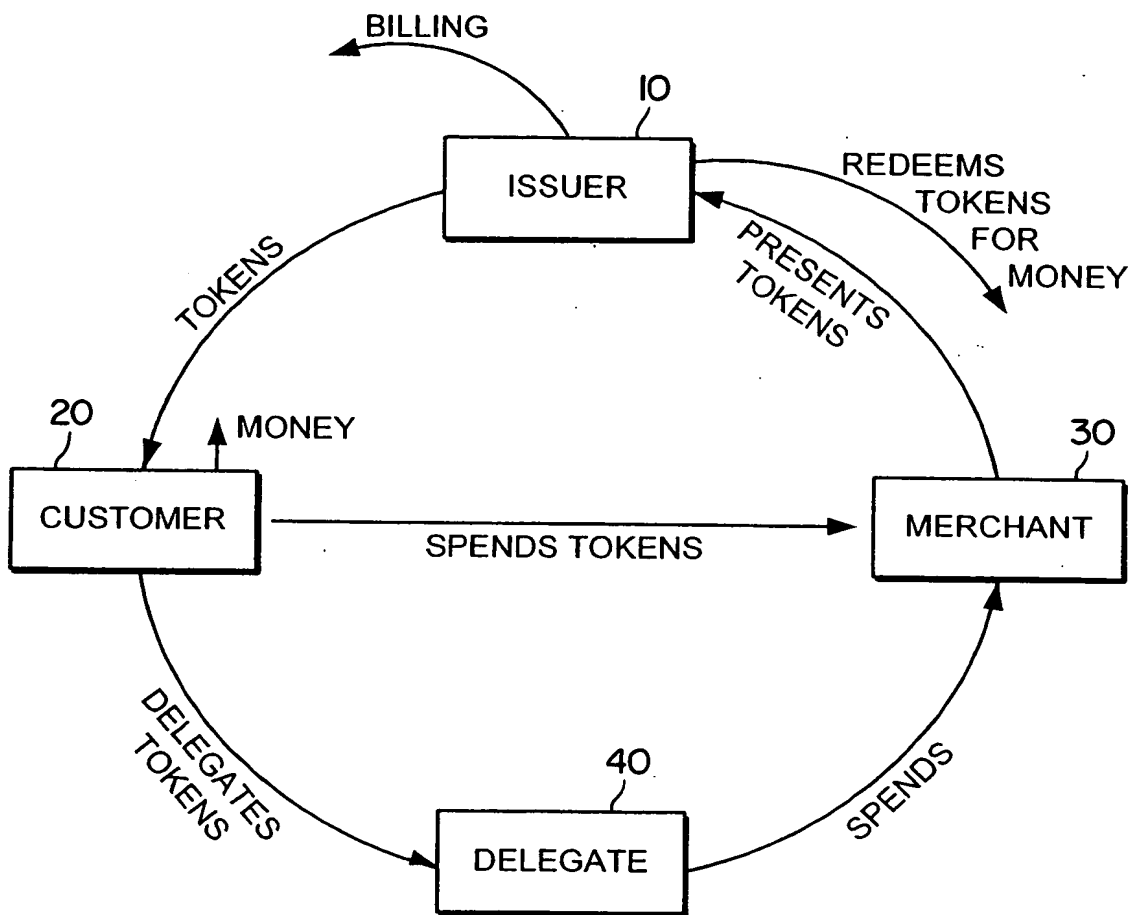 BILLING
10
ISSUER
REDEEMS
TOKENS
FOR
MONEY
PRESENTS
TOKENS
TOKENS
20
MONEY
CUSTOMER
SPENDS TOKENS
30
MERCHANT
DELEGATES
TOKENS
40
DELEGATE
SPENDS